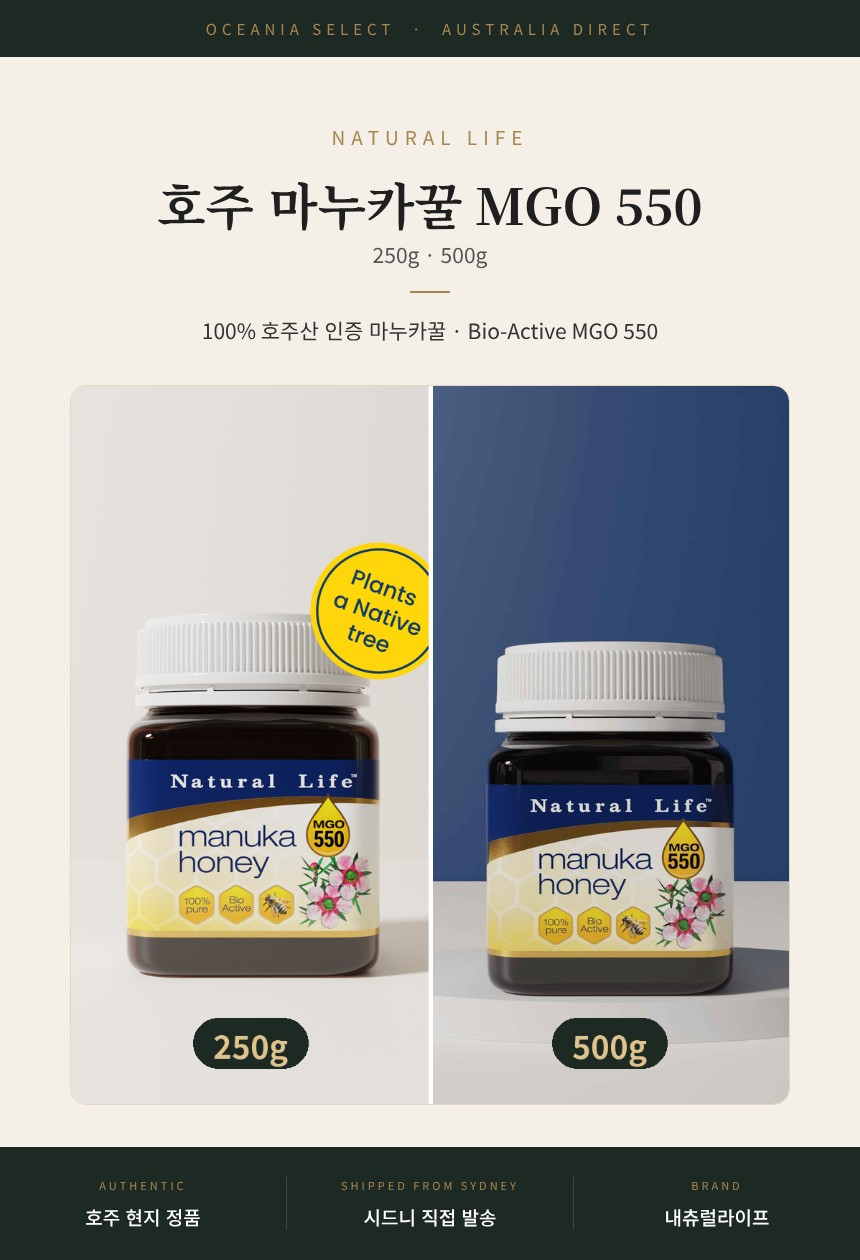 OCEANIA SELECT · AUSTRALIA DIRECT
NATURAL LIFE
호주 마누카꿀 MGO 550
250g · 500g
100% 호주산 인증 마누카꿀 · Bio-Active MGO 550
Plants
a Native
tree
Natural Life™
MGO
550
manuka
honey
100%
pure
Bio
Active
250g
Natural Life™
MGO
550
manuka
honey
100%
pure
Bio
Active
500g
AUTHENTIC
호주 현지 정품
SHIPPED FROM SYDNEY
시드니 직접 발송
BRAND
내츄럴라이프